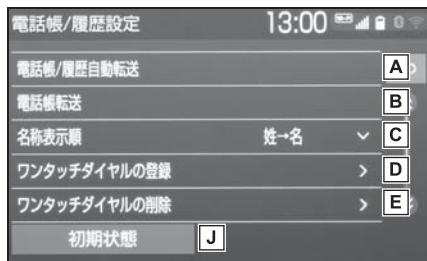 電話帳/履歴設定 13:00
電話帳/履歴自動転送 A
電話帳転送 B
名称表示順 姓→名 C
ワンタッチダイヤルの登録 > D
ワンタッチダイヤルの削除 > E
初期状態 J